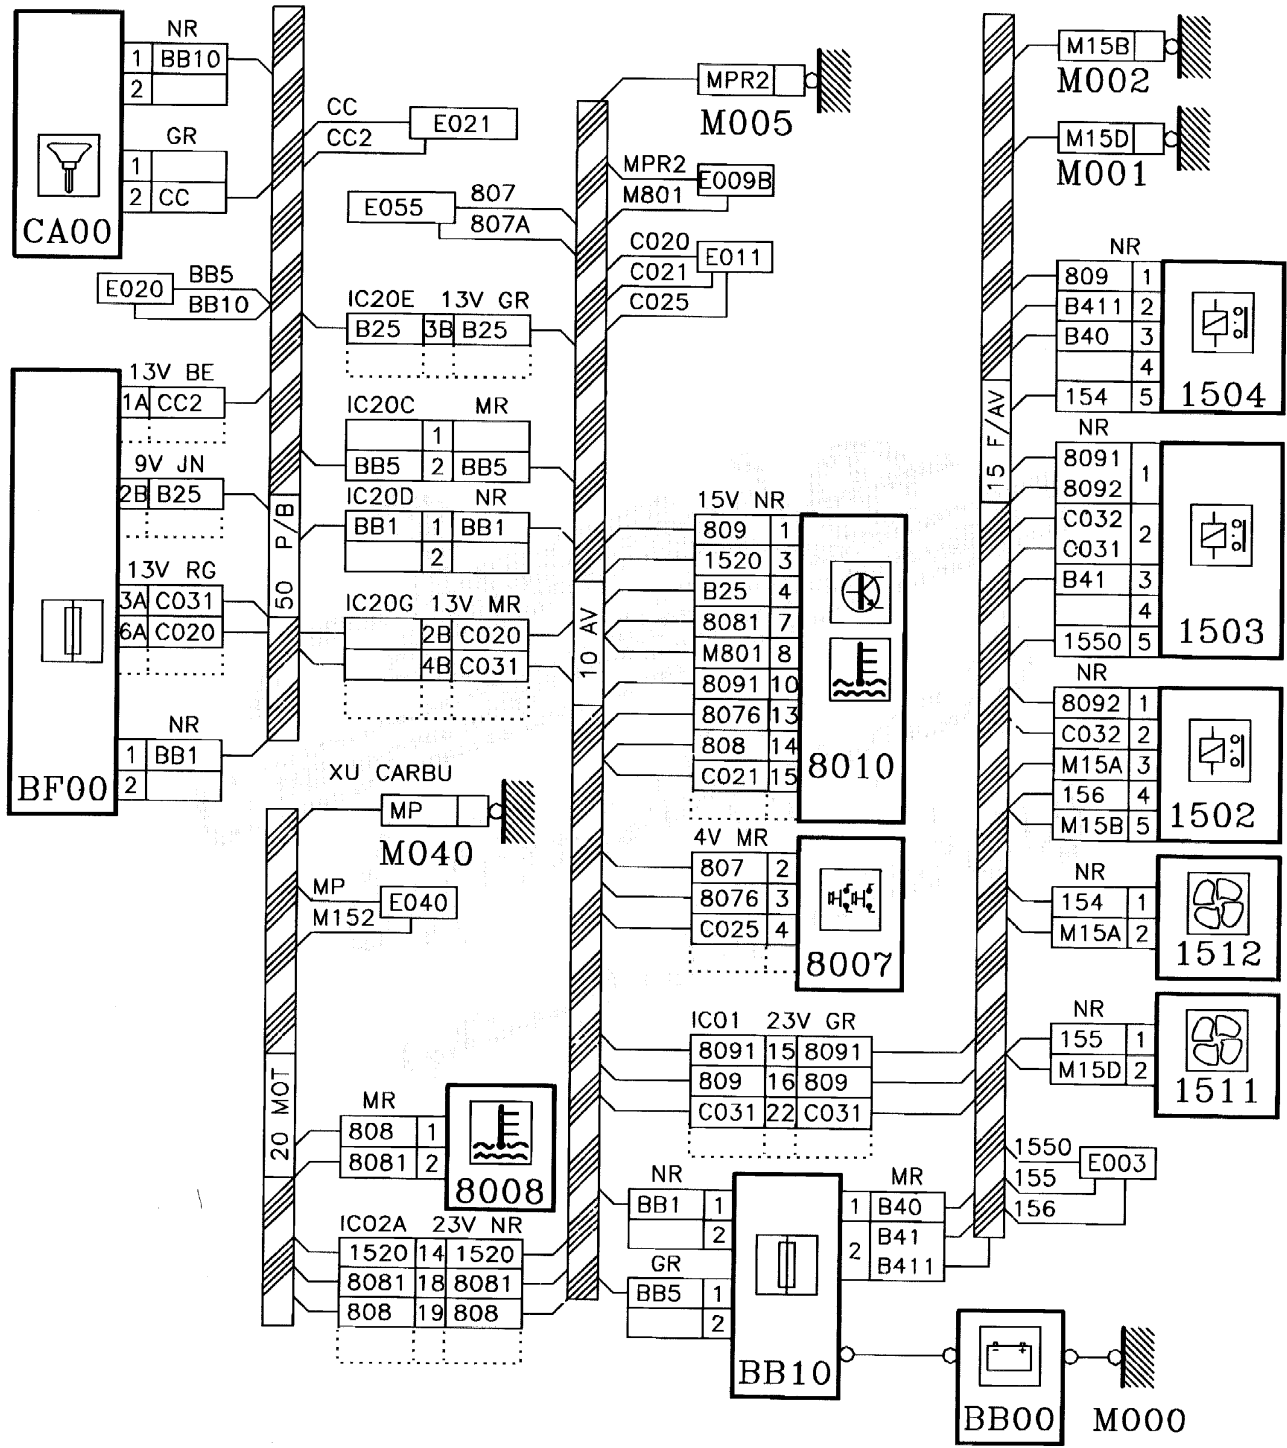 NR
1 BB10
2
GR
1
2 CC
CA00
CC
CC2
E021
E020
BB5
BB10
E055
807
807A
IC20E 13V GR
B25 3B B25
13V BE
1A CC2
9V JN
2B B25
13V RG
3A C031
6A C020
NR
1 BB1
2
BF00
50 P/B
IC20C MR
1
BB5 2 BB5
IC20D NR
BB1 1 BB1
2
IC20G 13V MR
2B C020
4B C031
XU CARBU
MP
M040
MP
M152
E040
20 MOT
MR
808 1
8081 2
8008
IC02A 23V NR
1520 14 1520
8081 18 8081
808 19 808
10 AV
MPR2
M005
MPR2
M801
E009B
C020
C021
C025
E011
15V NR
809 1
1520 3
B25 4
8081 7
M801 8
8091 10
8076 13
808 14
C021 15
8010
4V MR
807 2
8076 3
C025 4
8007
IC01 23V GR
8091 15 8091
809 16 809
C031 22 C031
NR
BB1 1
2
GR
BB5 1
2
BB10
MR
1 B40
2 B41
B411
BB00
M000
15 F/AV
M15B
M002
M15D
M001
NR
809 1
B411 2
B40 3
4
154 5
1504
NR
8091 1
8092
C032 2
C031
B41 3
4
1550 5
1503
NR
8092 1
C032 2
M15A 3
156 4
M15B 5
1502
NR
154 1
M15A 2
1512
NR
155 1
M15D 2
1511
1550
155
156
E003